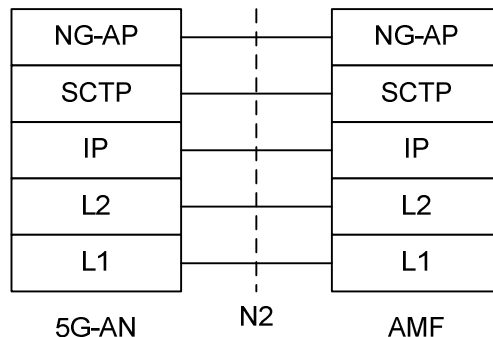 NG-AP NG-AP
SCTP SCTP
IP IP
L2 L2
L1 L1
5G-AN N2 AMF